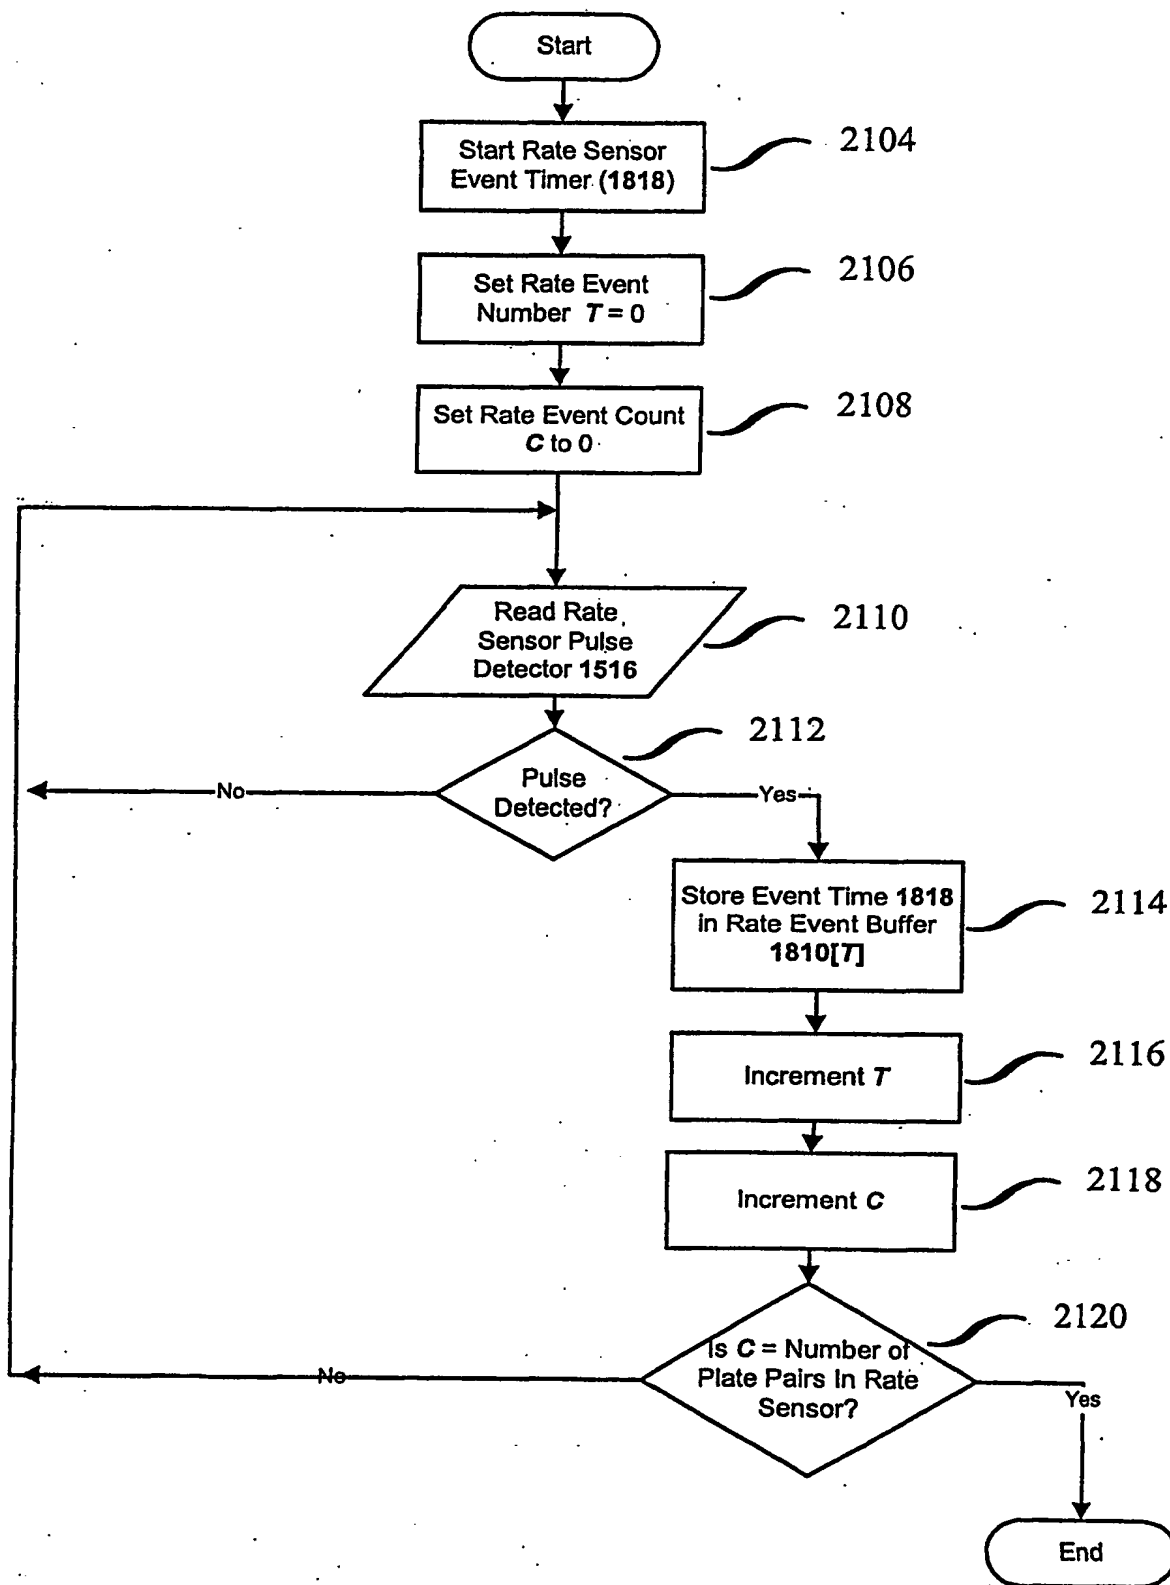 Start
Start Rate Sensor
Event Timer (1818)
2104
Set Rate Event
Number T = 0
2106
Set Rate Event Count
C to 0
2108
Read Rate
Sensor Pulse
Detector 1516
2110
Pulse
Detected?
2112
No
Yes
Store Event Time 1818
in Rate Event Buffer
1810[T]
2114
Increment T
2116
Increment C
2118
Is C = Number of
Plate Pairs In Rate
Sensor?
2120
No
Yes
End